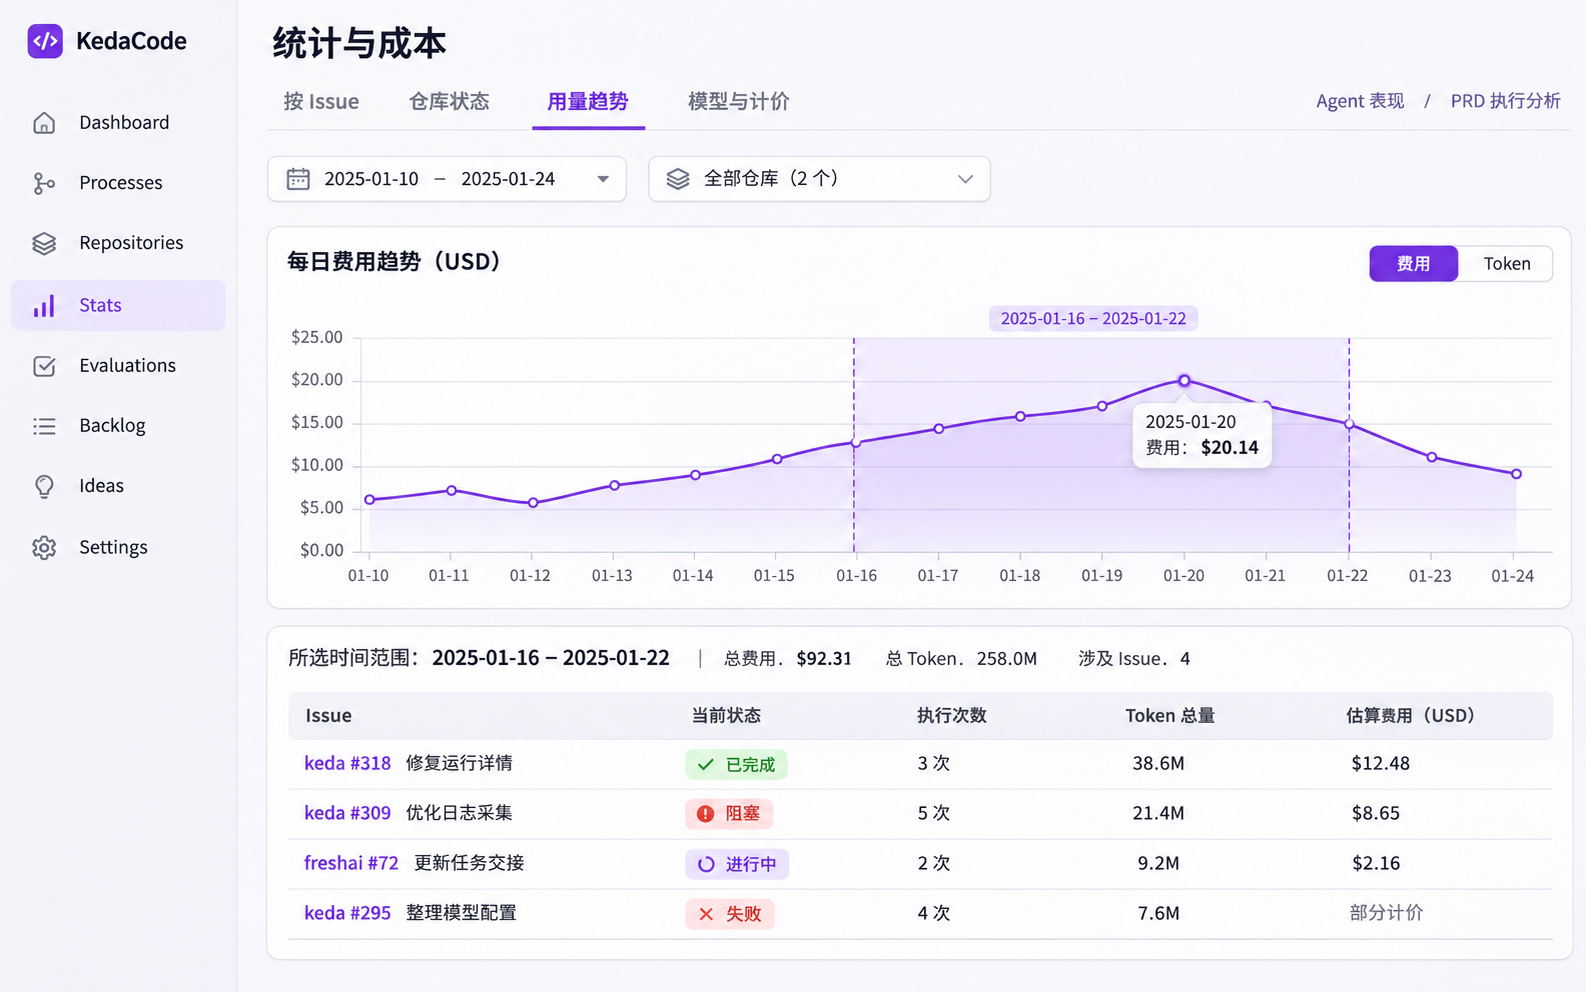 KedaCode
Dashboard
Processes
Repositories
Stats
Evaluations
Backlog
Ideas
Settings
统计与成本
按 Issue 仓库状态 用量趋势 模型与计价
Agent 表现 / PRD 执行分析
2025-01-10 – 2025-01-24
全部仓库（2 个）
每日费用趋势（USD）
费用 Token
2025-01-16 – 2025-01-22
$25.00
$20.00
$15.00
$10.00
$5.00
$0.00
2025-01-20
费用： $20.14
01-10 01-11 01-12 01-13 01-14 01-15 01-16 01-17 01-18 01-19 01-20 01-21 01-22 01-23 01-24
所选时间范围：2025-01-16 – 2025-01-22 | 总费用．$92.31 总 Token．258.0M 涉及 Issue．4
Issue 当前状态 执行次数 Token 总量 估算费用（USD）
keda #318 修复运行详情 已完成 3 次 38.6M $12.48
keda #309 优化日志采集 阻塞 5 次 21.4M $8.65
freshai #72 更新任务交接 进行中 2 次 9.2M $2.16
keda #295 整理模型配置 失败 4 次 7.6M 部分计价